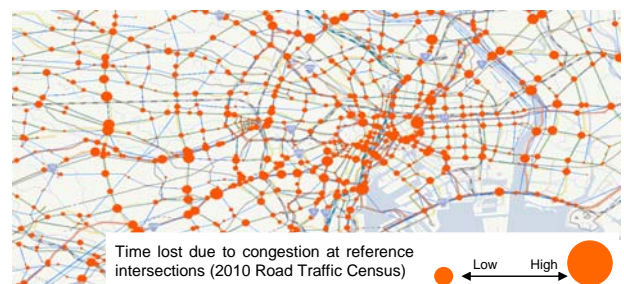 Time lost due to congestion at reference
intersections (2010 Road Traffic Census)
Low High